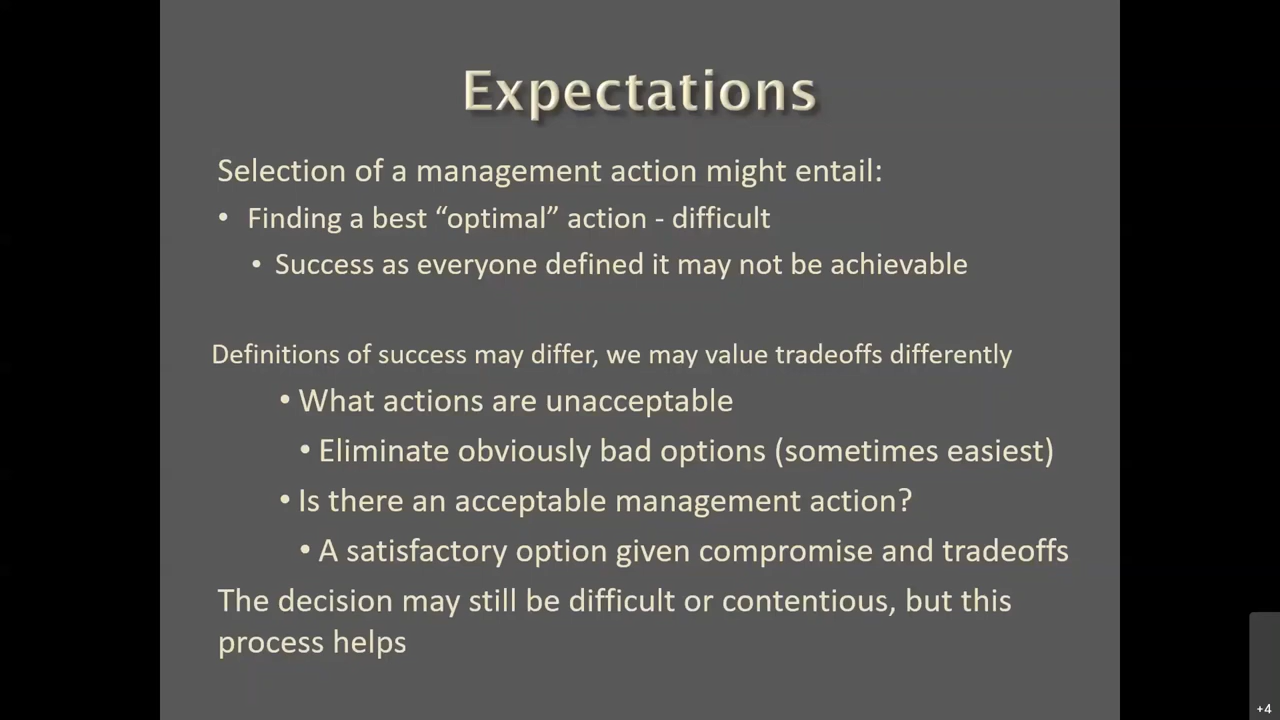 Expectations
Selection of a management action might entail:
• Finding a best “optimal” action - difficult
• Success as everyone defined it may not be achievable
Definitions of success may differ, we may value tradeoffs differently
• What actions are unacceptable
• Eliminate obviously bad options (sometimes easiest)
• Is there an acceptable management action?
• A satisfactory option given compromise and tradeoffs
The decision may still be difficult or contentious, but this
process helps
+4